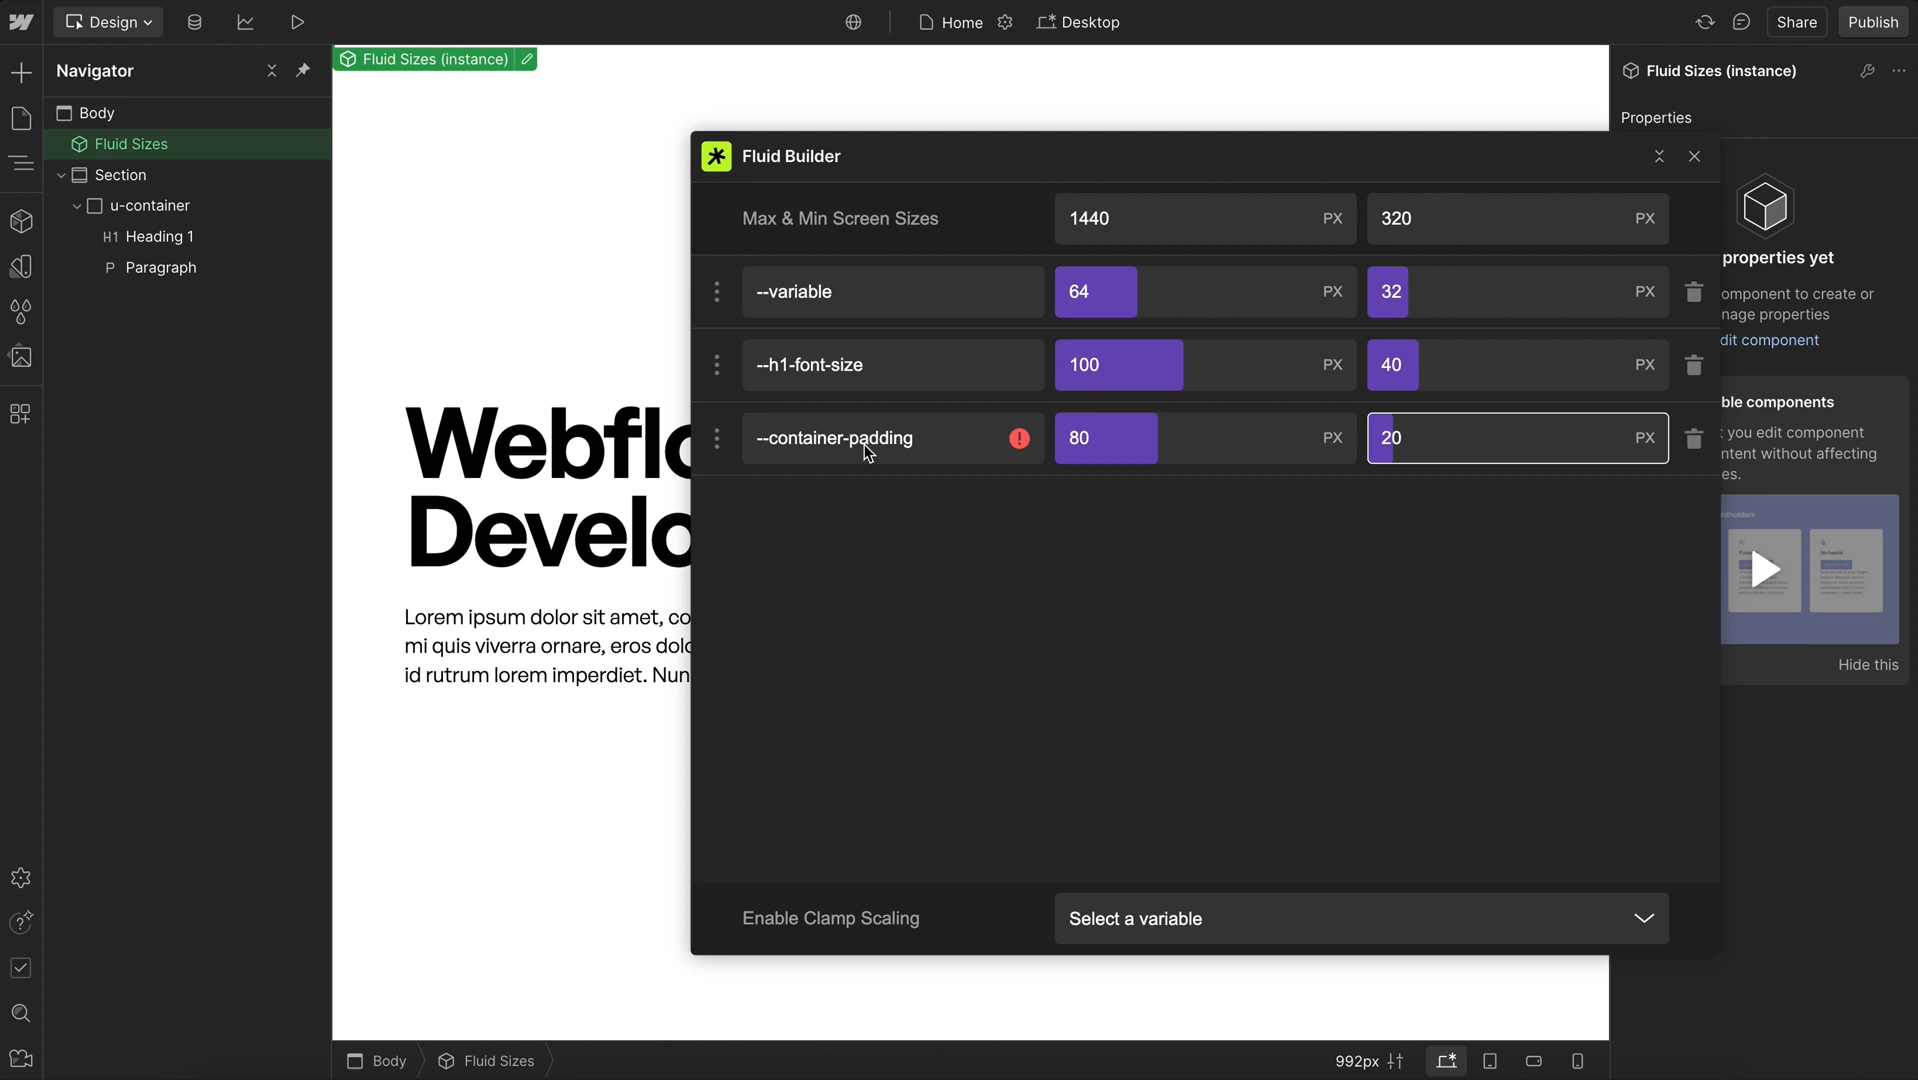 Design
Home
Desktop
Share
Publish
Navigator
Body
Fluid Sizes
Section
u-container
H1 Heading 1
P Paragraph
Fluid Sizes (instance)
Webflo
Develo
Lorem ipsum dolor sit amet, co
mi quis viverra ornare, eros dolo
id rutrum lorem imperdiet. Nun
Fluid Builder
Max & Min Screen Sizes
1440 PX
320 PX
--variable
64 PX
32 PX
--h1-font-size
100 PX
40 PX
--container-padding
80 PX
20 PX
Enable Clamp Scaling
Select a variable
Fluid Sizes (instance)
Properties
properties yet
omponent to create or
nage properties
dit component
ble components
t you edit component
ntent without affecting
es.
Hide this
Body
Fluid Sizes
992px